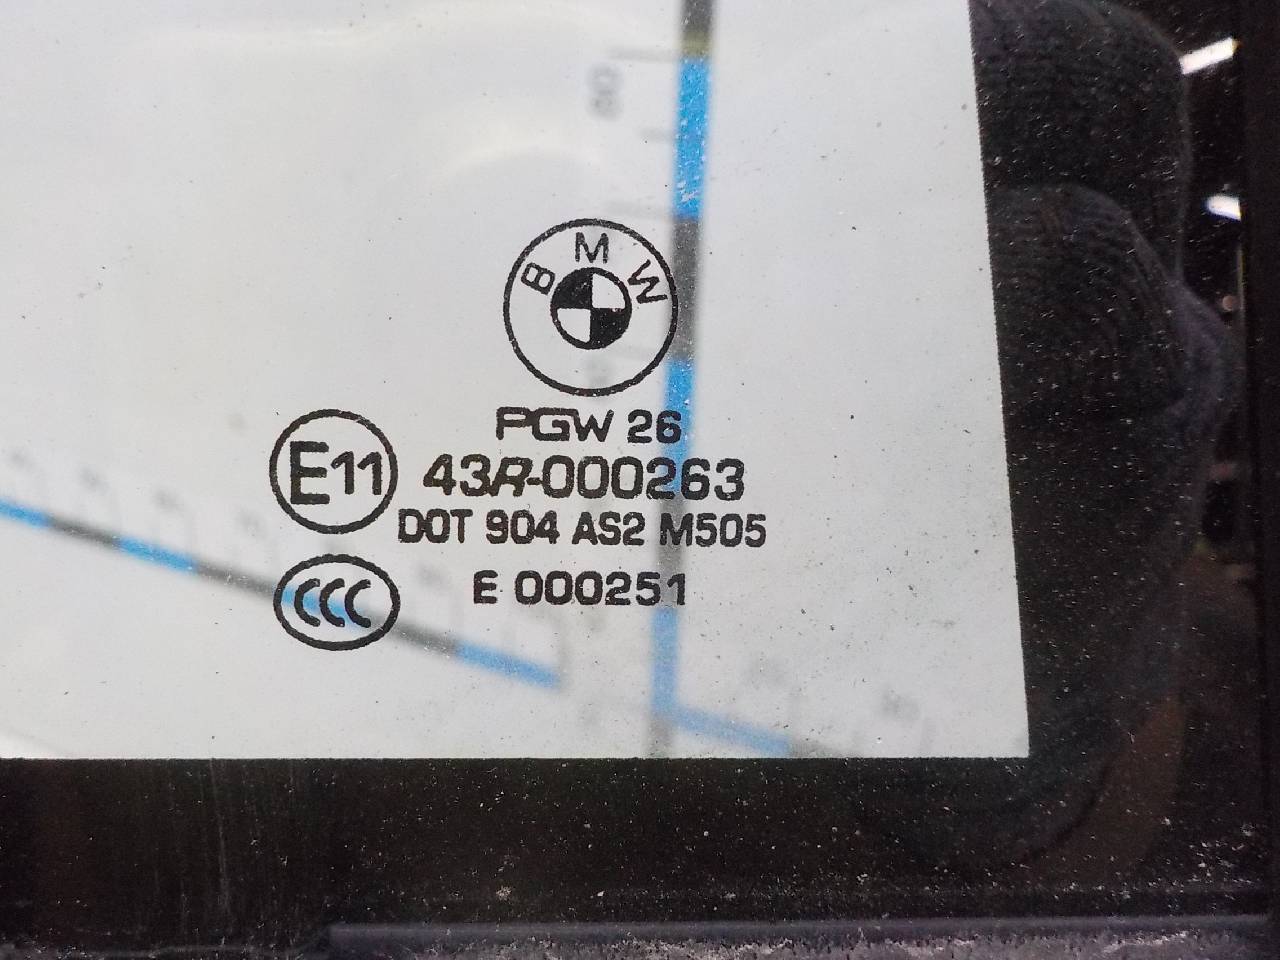 BMW
PGW 26
E11
43R-000263
DOT 904 AS2 M505
CCC
E 000251